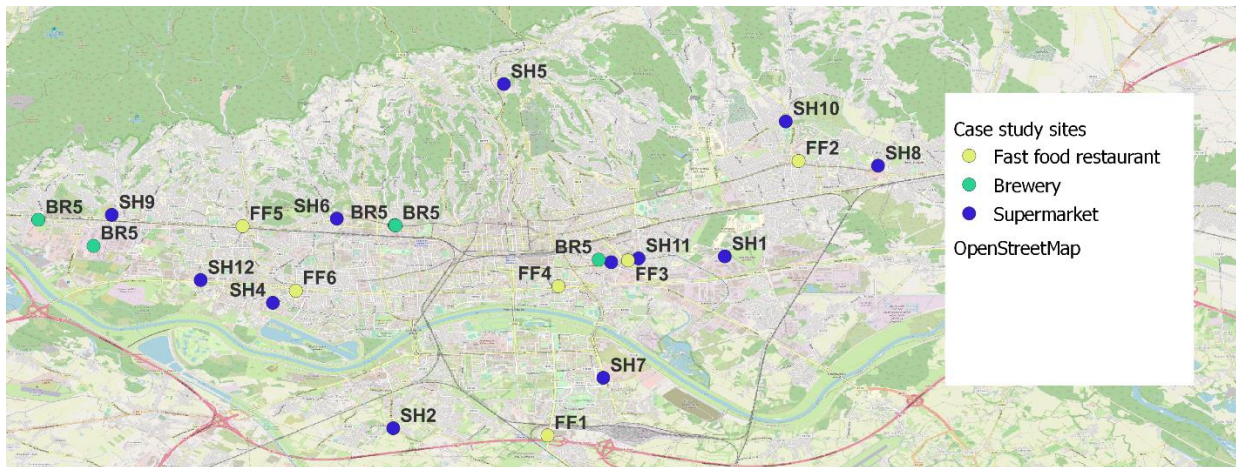 SH5
SH10
FF2
SH8
Case study sites
Fast food restaurant
Brewery
Supermarket
OpenStreetMap
BR5
SH9
BR5
FF5
SH6
BR5
BR5
SH12
SH4
FF6
BR5
SH11
FF3
FF4
SH1
SH7
SH2
FF1